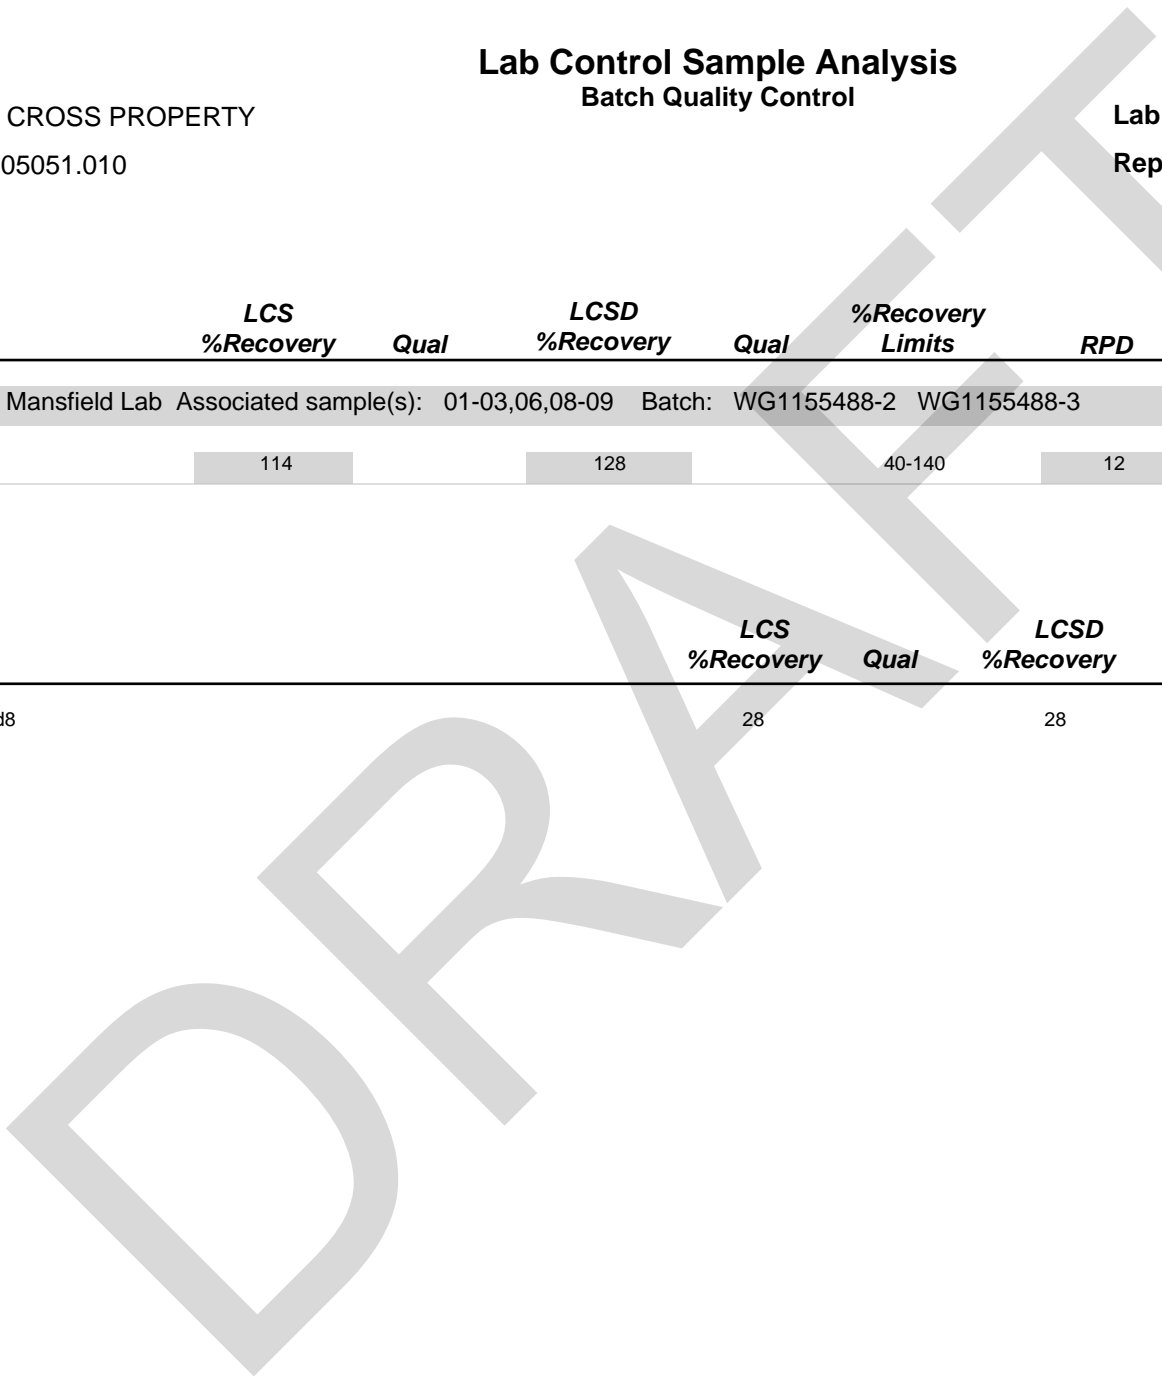 Lab Control Sample Analysis
Batch Quality Control
CROSS PROPERTY
Lab
05051.010
Rep
LCS LCSD %Recovery
%Recovery Qual %Recovery Qual Limits RPD
Mansfield Lab Associated sample(s): 01-03,06,08-09 Batch: WG1155488-2 WG1155488-3
114 128 40-140 12
LCS LCSD
%Recovery Qual %Recovery
d8 28 28
DRAFT